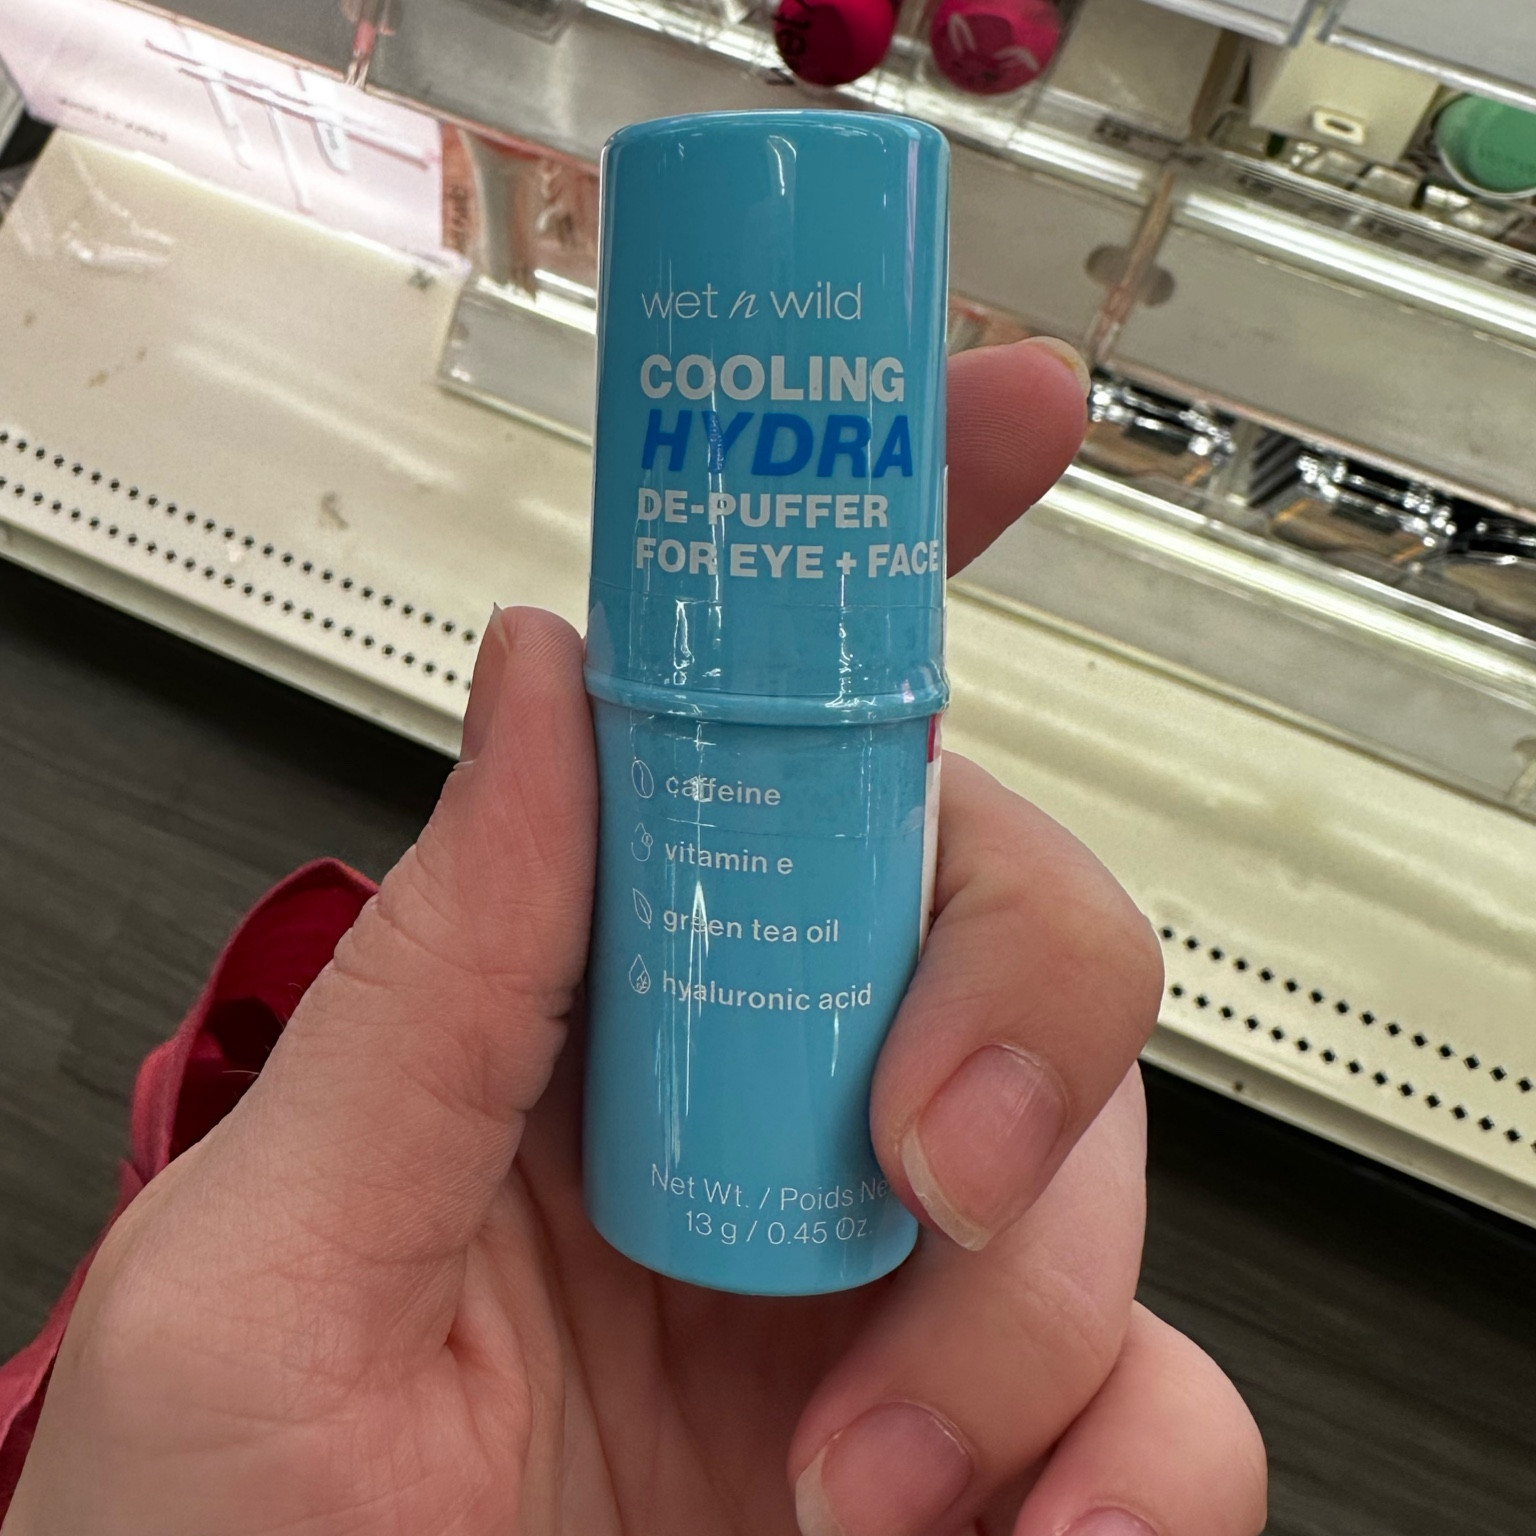 wet n wild
COOLING
HYDRA
DE-PUFFER
FOR EYE + FACE
caffeine
vitamin e
green tea oil
hyaluronic acid
Net Wt. / Poids Ne
13 g / 0.45 Oz.